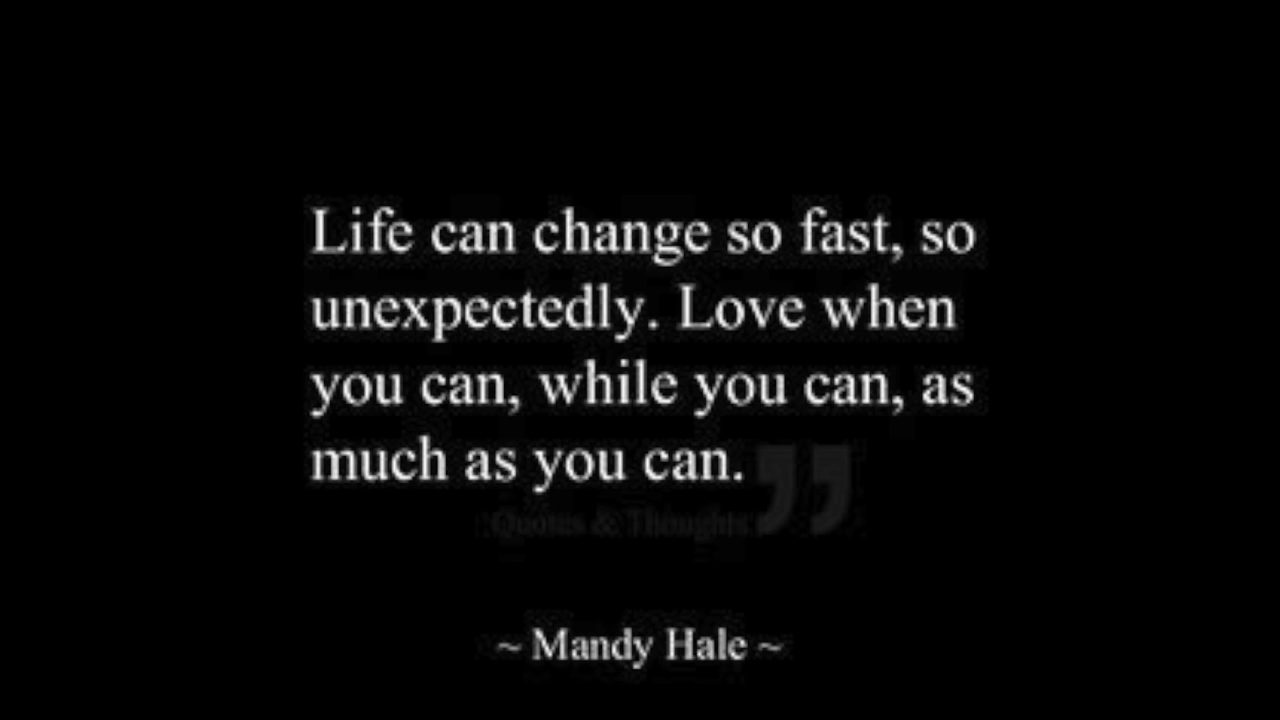 Life can change so fast, so
unexpectedly. Love when
you can, while you can, as
much as you can.
Quotes & Thoughts
~ Mandy Hale ~